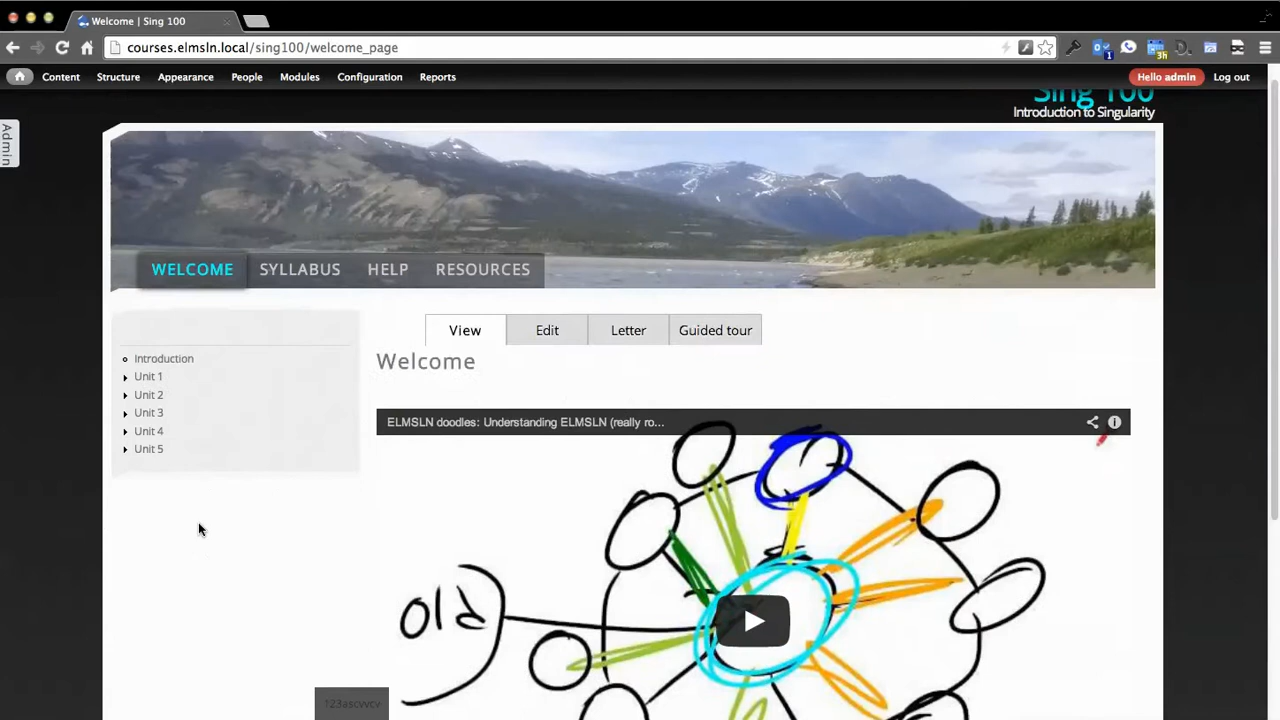 Welcome | Sing 100
courses.elmsln.local/sing100/welcome_page
1
3h
Content Structure Appearance People Modules Configuration Reports Hello admin Log out
Admin
Sing 100
Introduction to Singularity
WELCOME SYLLABUS HELP RESOURCES
View Edit Letter Guided tour
Introduction
Unit 1
Unit 2
Unit 3
Unit 4
Unit 5
Welcome
ELMSLN doodles: Understanding ELMSLN (really ro...
old